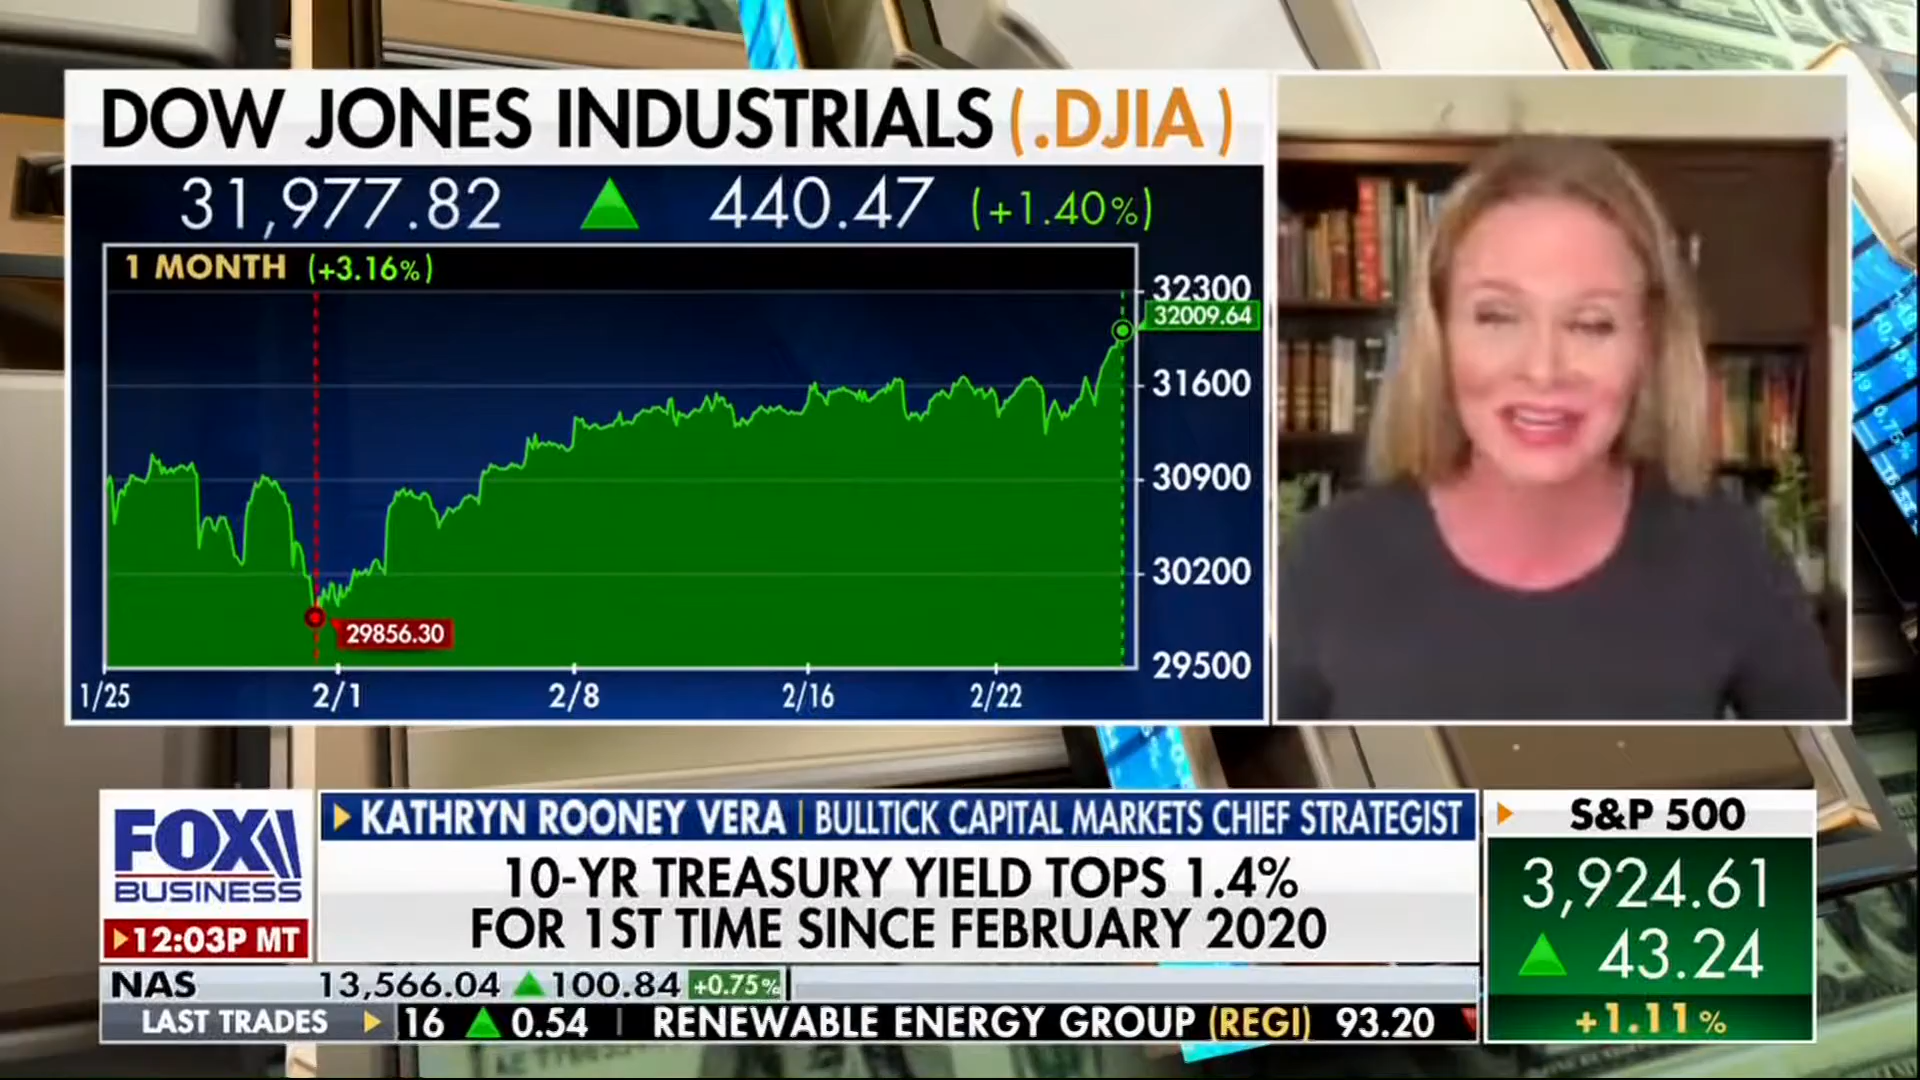 DOW JONES INDUSTRIALS (.DJIA)
31,977.82 ▲ 440.47 (+1.40%)
1 MONTH (+3.16%)
32300
32009.64
31600
30900
30200
29856.30
29500
1/25 2/1 2/8 2/16 2/22
KATHRYN ROONEY VERA | BULLTICK CAPITAL MARKETS CHIEF STRATEGIST
10-YR TREASURY YIELD TOPS 1.4%
FOR 1ST TIME SINCE FEBRUARY 2020
FOX
BUSINESS
12:03P MT
S&P 500
3,924.61
▲ 43.24
+1.11%
NAS 13,566.04 ▲ 100.84 +0.75%
LAST TRADES 16 ▲ 0.54 | RENEWABLE ENERGY GROUP (REGI) 93.20